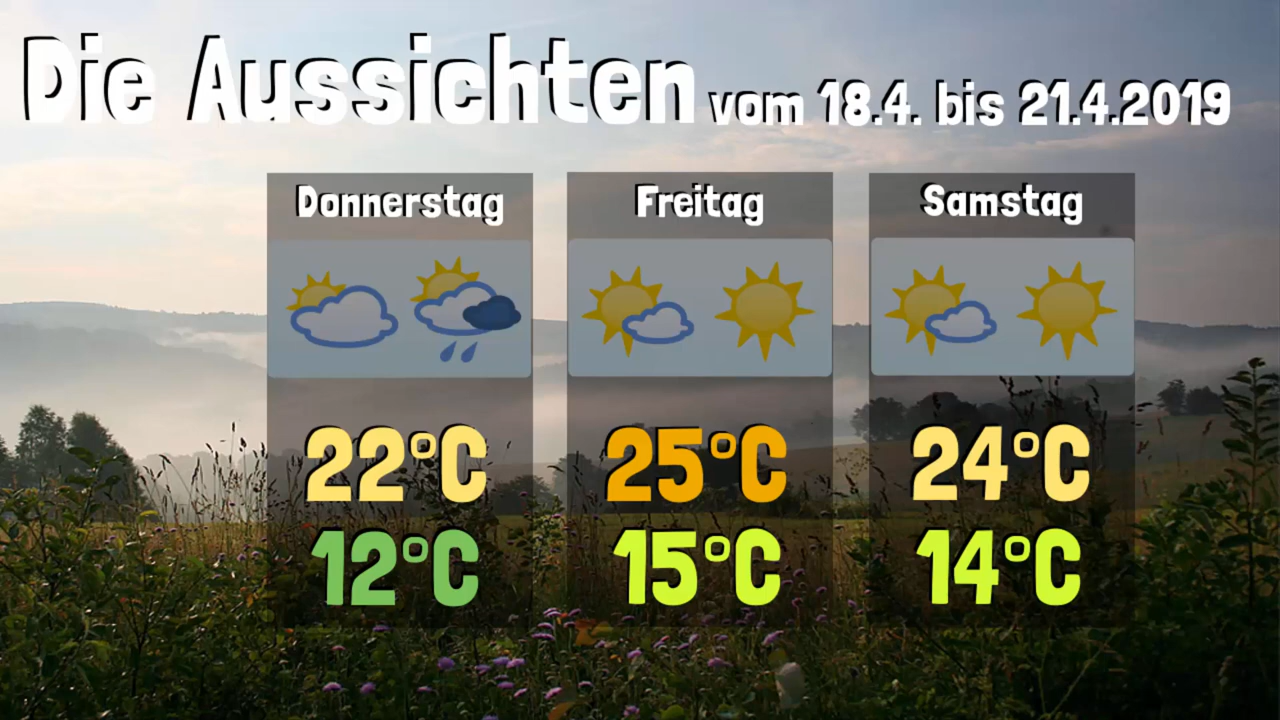 Die Aussichten vom 18.4. bis 21.4.2019
Donnerstag
Freitag
Samstag
22°C
25°C
24°C
12°C
15°C
14°C